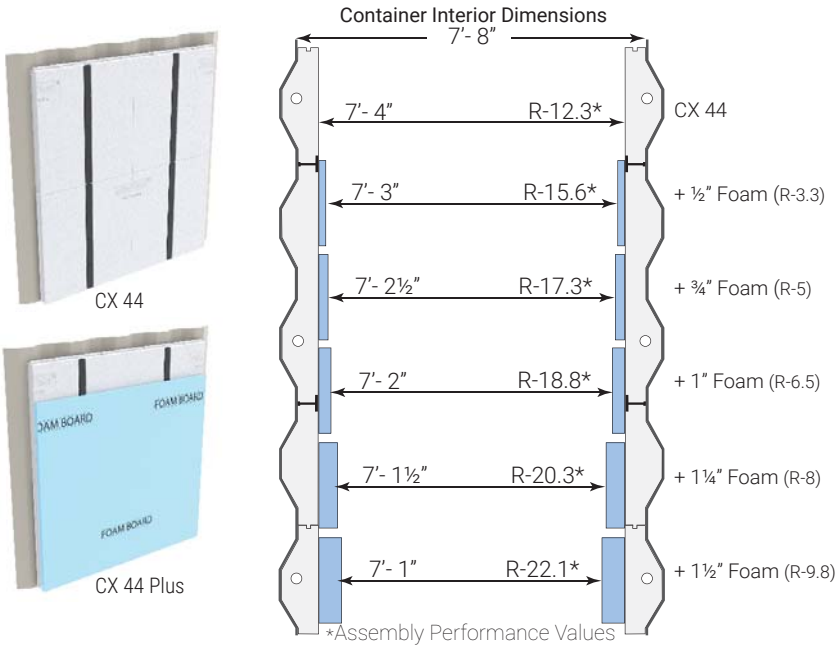 Container Interior Dimensions
7’- 8”
7’- 4” R-12.3* CX 44
7’- 3” R-15.6* + ½” Foam (R-3.3)
7’- 2½” R-17.3* + ¾” Foam (R-5)
7’- 2” R-18.8* + 1” Foam (R-6.5)
7’- 1½” R-20.3* + 1¼” Foam (R-8)
7’- 1” R-22.1* + 1½” Foam (R-9.8)
*Assembly Performance Values
CX 44
OAM BOARD
FOAM BOARD
FOAM BOARD
CX 44 Plus